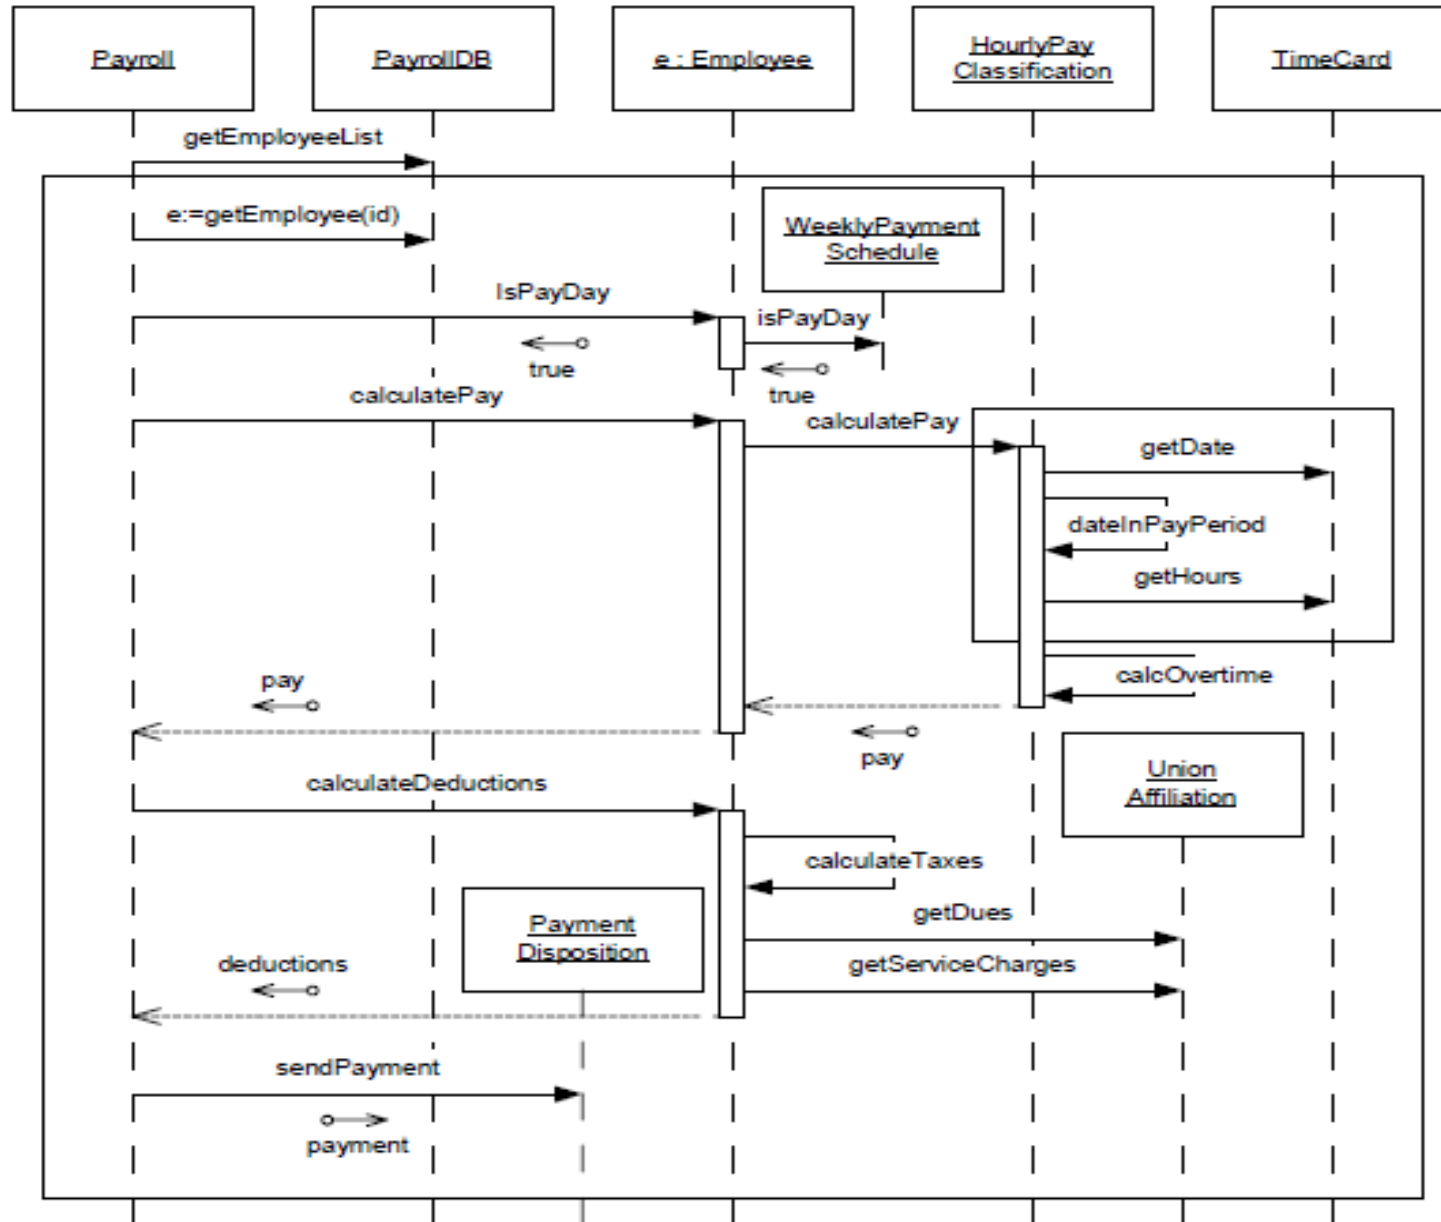 Payroll
PayrollDB
e : Employee
HourlyPay
Classification
TimeCard
getEmployeeList
e:=getEmployee(id)
WeeklyPayment
Schedule
IsPayDay
isPayDay
true
true
calculatePay
calculatePay
getDate
dateInPayPeriod
getHours
calcOvertime
pay
pay
Union
Affiliation
calculateDeductions
calculateTaxes
getDues
Payment
Disposition
deductions
getServiceCharges
sendPayment
payment